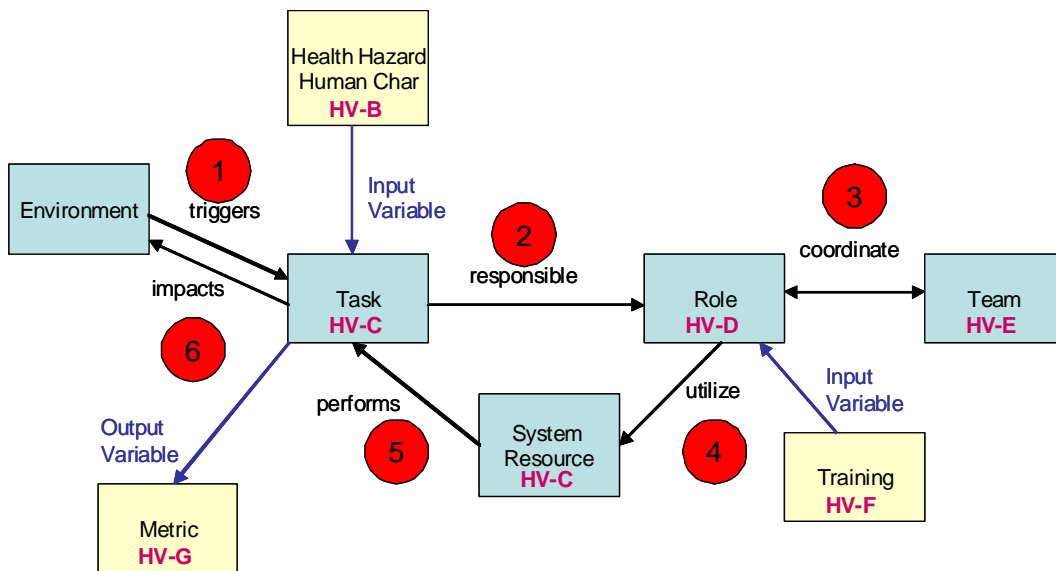 Health Hazard
Human Char
HV-B
1
triggers
Environment
Input
Variable
2
responsible
3
coordinate
impacts
6
Task
HV-C
Role
HV-D
Team
HV-E
performs
5
utilize
4
Input
Variable
Output
Variable
System
Resource
HV-C
Training
HV-F
Metric
HV-G